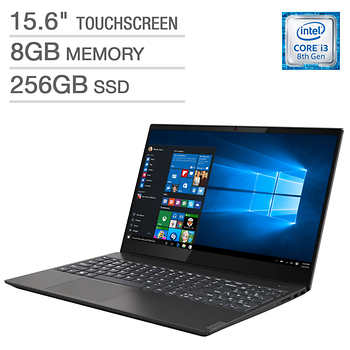 15.6" TOUCHSCREEN
8GB MEMORY
256GB SSD
intel
CORE i3
8th Gen